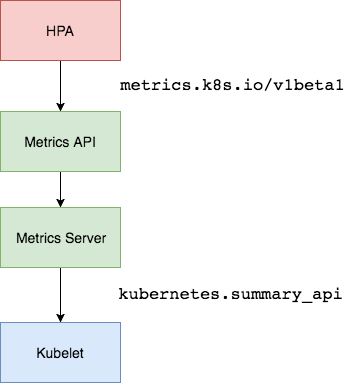 HPA
metrics.k8s.io/v1beta1
Metrics API
Metrics Server
kubernetes.summary_api
Kubelet